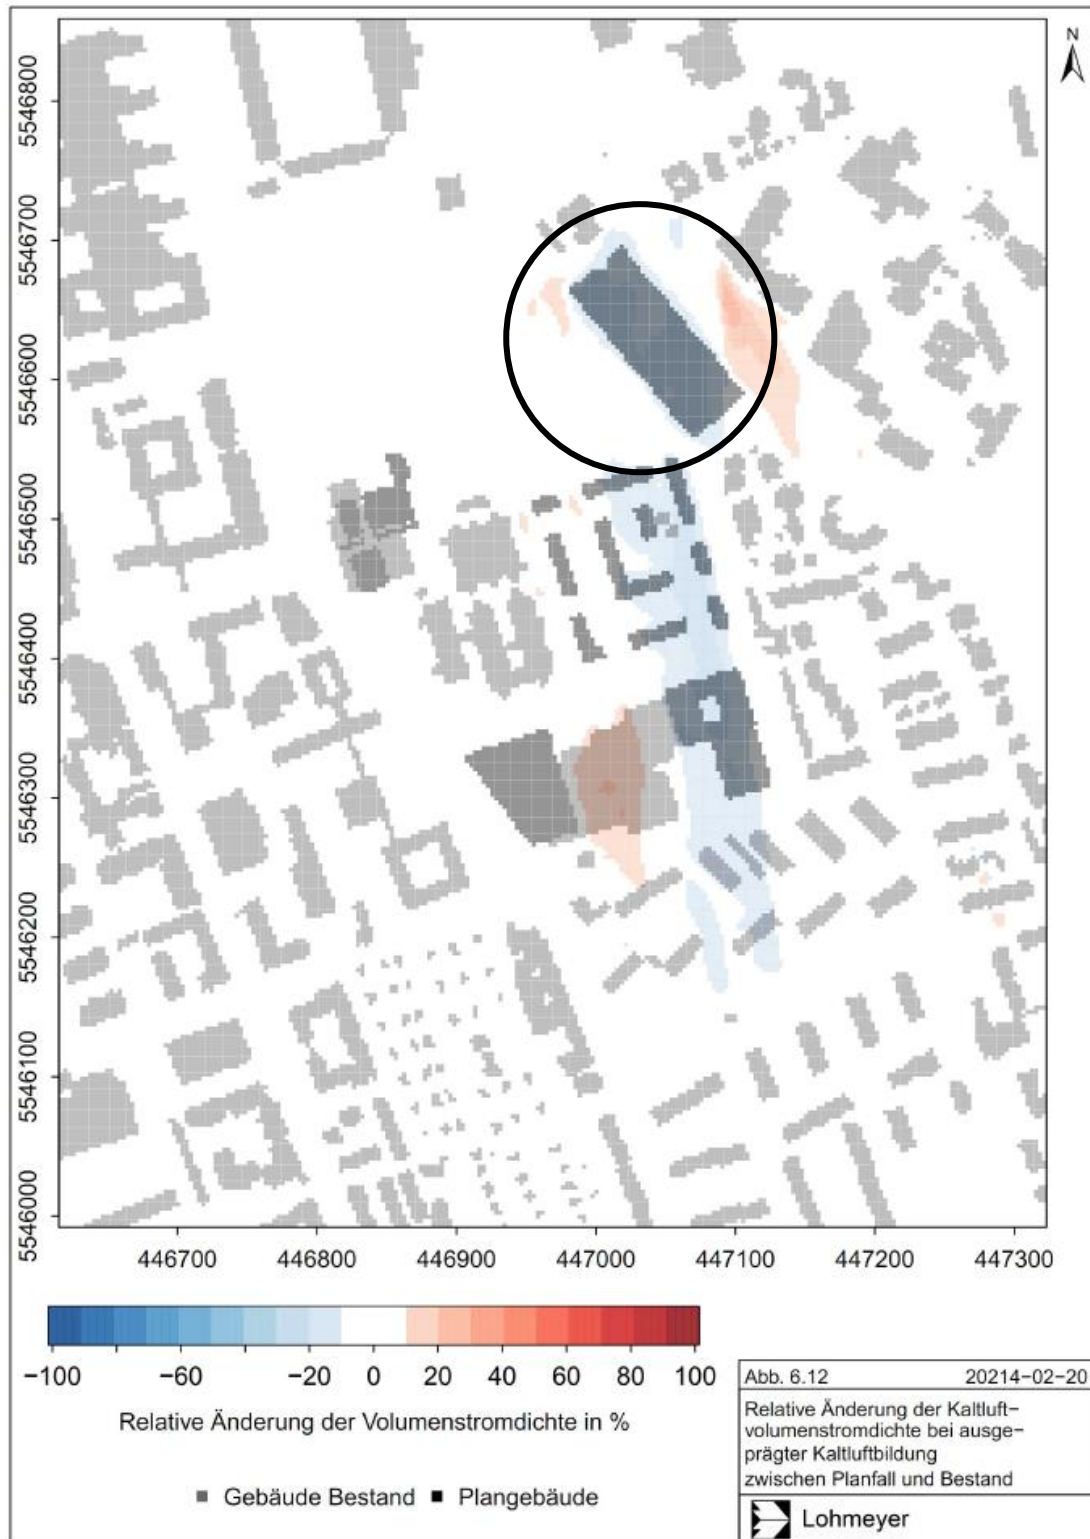 N
5546800
5546700
5546600
5546500
5546400
5546300
5546200
5546100
5546000
446700 446800 446900 447000 447100 447200 447300
−100 −60 −20 0 20 40 60 80 100
Relative Änderung der Volumenstromdichte in %
Gebäude Bestand Plangebäude
Abb. 6.12 20214−02−20
Relative Änderung der Kaltluft−
volumenstromdichte bei ausge−
prägter Kaltluftbildung
zwischen Planfall und Bestand
Lohmeyer